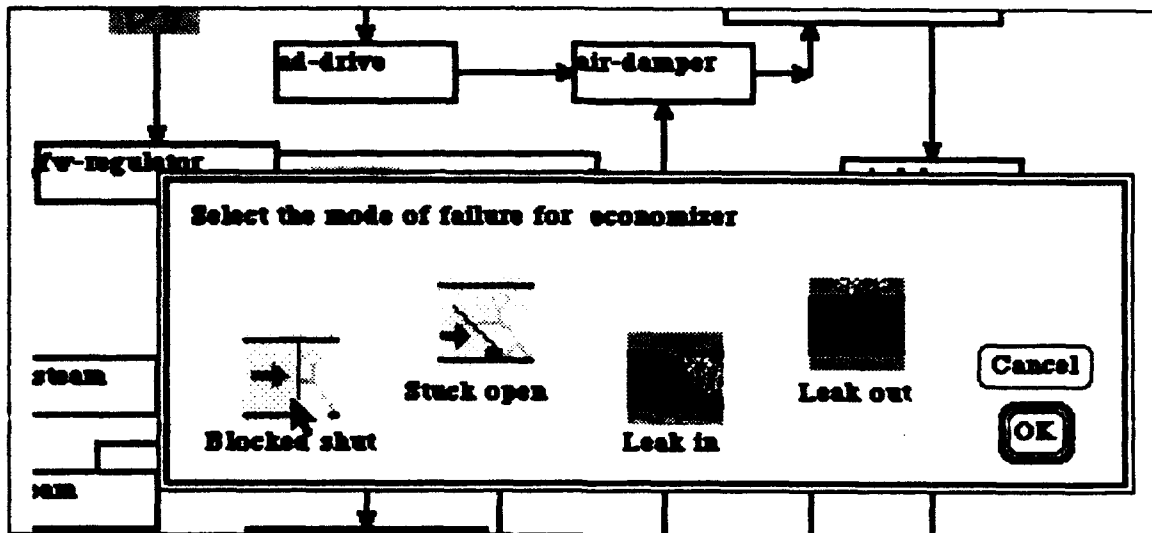 ad-drive
air-damper
fw-regulator
Select the mode of failure for economizer
Stuck open
Leak out
Cancel
steam
Blocked shut
Leak in
OK
eam